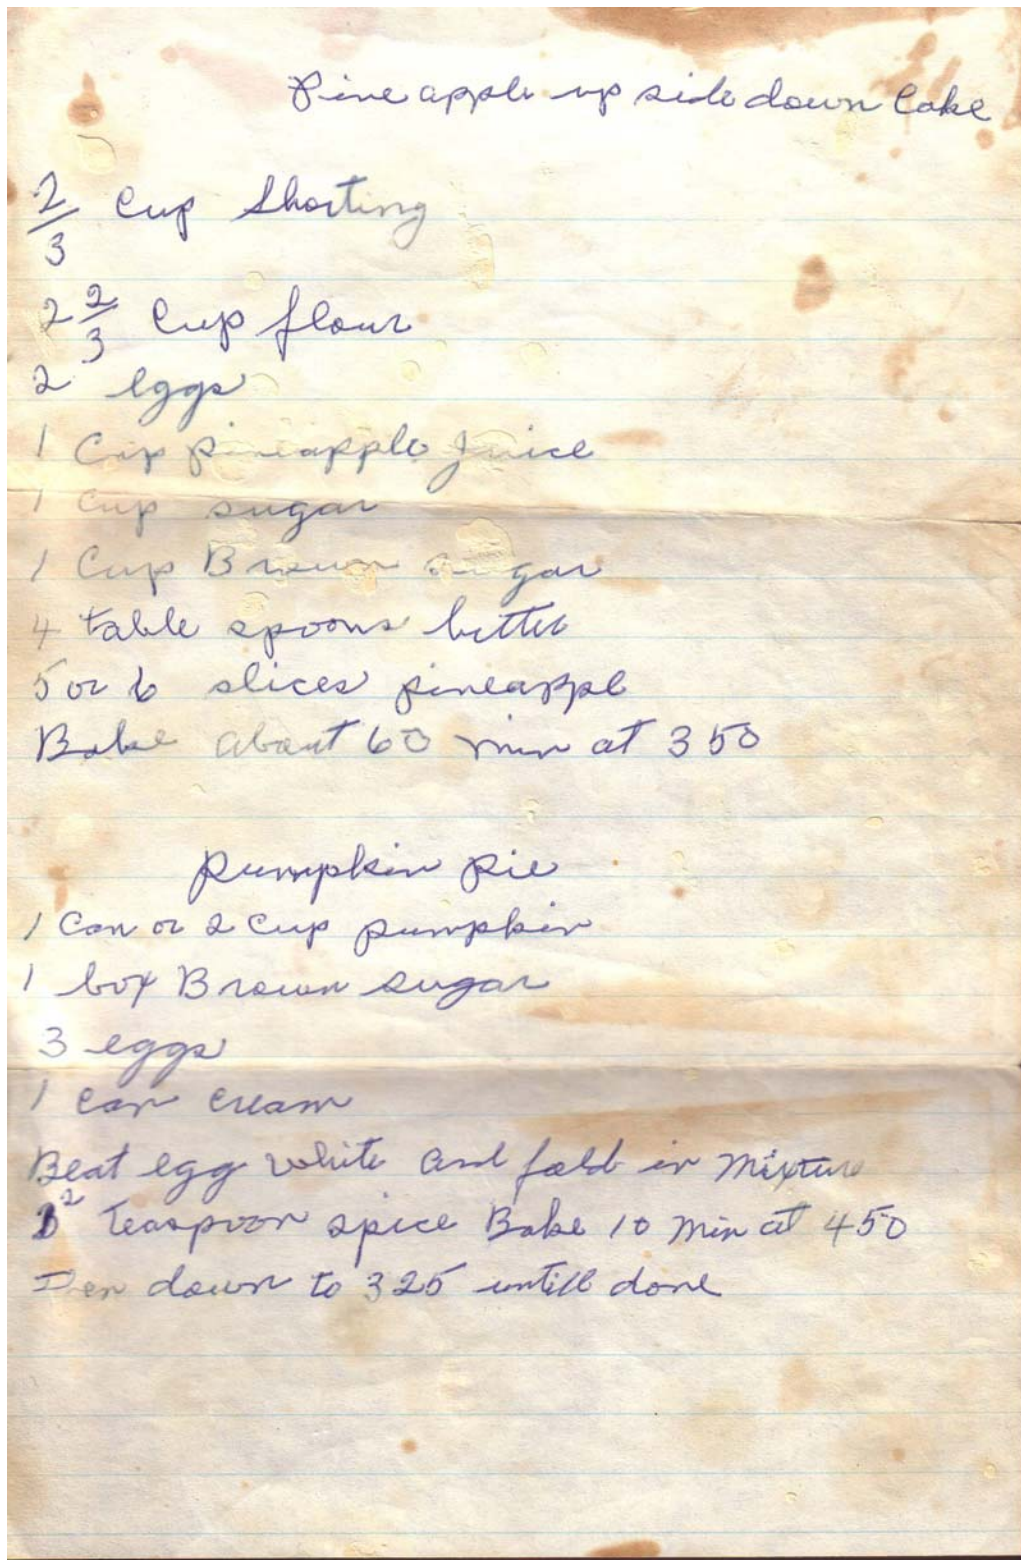 Pineapple up side down Cake
2/3 Cup Shorting
2 2/3 Cup flour
2 eggs
1 Cup pineapple Juice
1 Cup sugar
1 Cup Brown sugar
4 table spoons butter
5 or 6 slices pineappl
Bake about 60 min at 350
Pumpkin Pie
1 Can or 2 Cup pumpkin
1 box Brown sugar
3 eggs
1 can cream
Beat egg white and fold in Mixture
2 Teaspoon spice Bake 10 Min at 450
down to 325 untill done